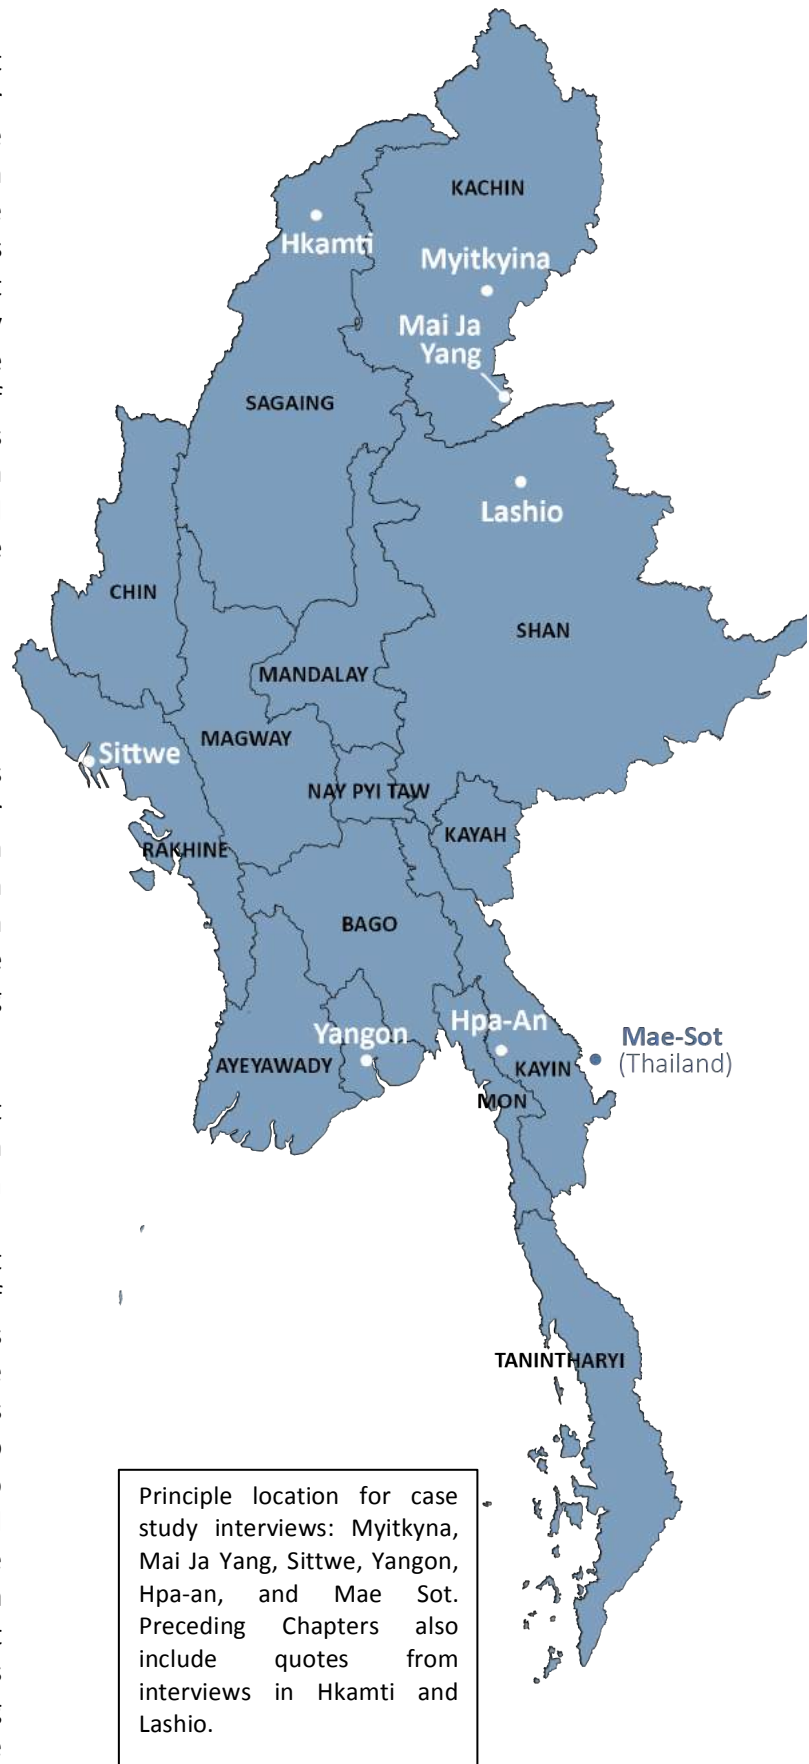 KACHIN
Hkamti
Myitkyina
Mai Ja
Yang
SAGAING
Lashio
CHIN
SHAN
MANDALAY
MAGWAY
Sittwe
NAY PYI TAW
KAYAH
RAKHINE
BAGO
Hpa-An
Yangon
Mae-Sot
(Thailand)
AYEYAWADY
KAYIN
MON
TANINTHARYI
Principle location for case
study interviews: Myitkyna,
Mai Ja Yang, Sittwe, Yangon,
Hpa-an, and Mae Sot.
Preceding Chapters also
include quotes from
interviews in Hkamti and
Lashio.